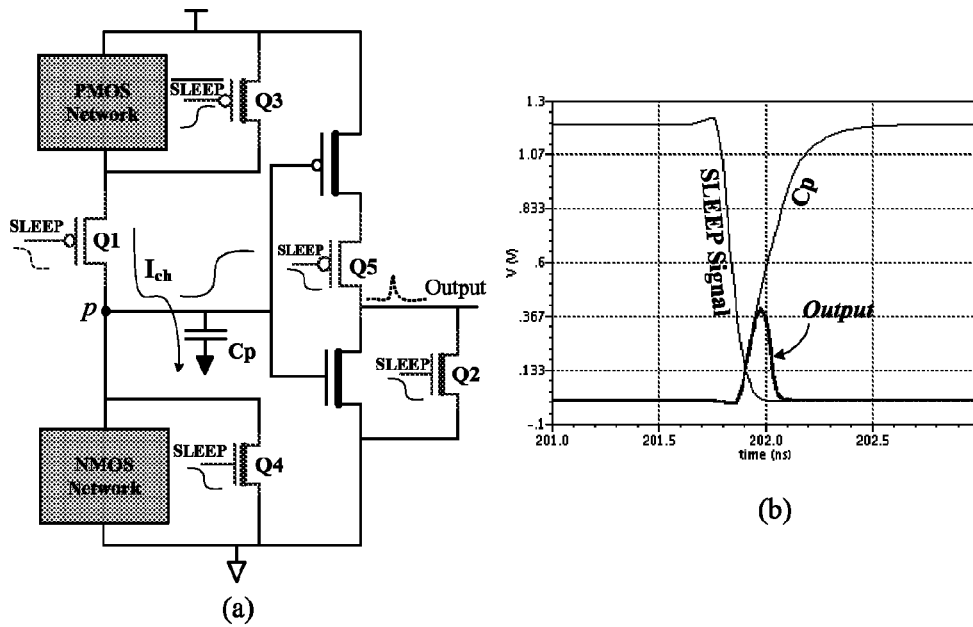 PMOS
Network
SLEEP
Q3
SLEEP
Q1
I_ch
SLEEP
Q5
Output
p
Cp
SLEEP
Q2
SLEEP
Q4
NMOS
Network
(a)
1.3
1.07
.833
.6
.367
.133
-.1
V (V)
SLEEP Signal
Cp
Output
201.0
201.5
202.0
202.5
time (ns)
(b)